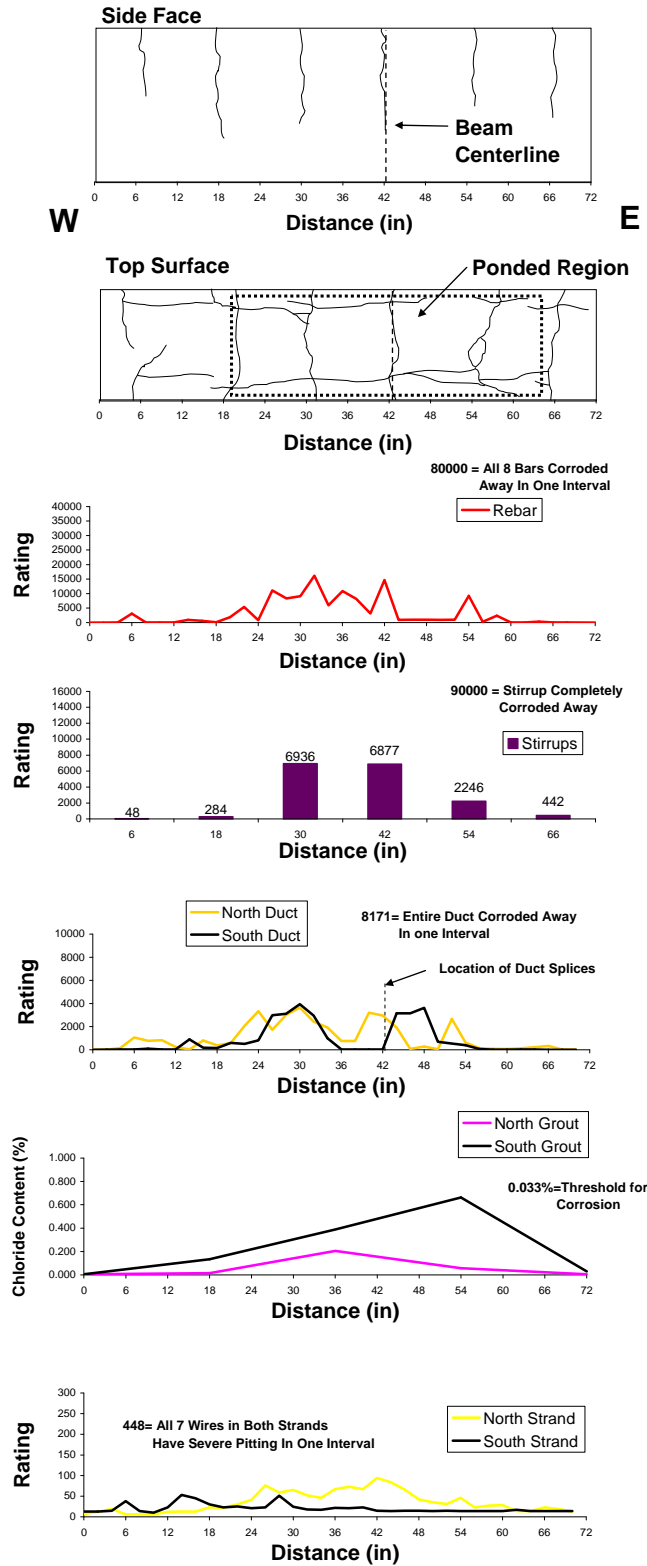 Side Face
Beam
Centerline
0 6 12 18 24 30 36 42 48 54 60 66 72
W
Distance (in)
E
Top Surface
Ponded Region
0 6 12 18 24 30 36 42 48 54 60 66 72
Distance (in)
80000 = All 8 Bars Corroded
Away In One Interval
Rebar
Rating
40000
35000
30000
25000
20000
15000
10000
5000
0
0 6 12 18 24 30 36 42 48 54 60 66 72
Distance (in)
90000 = Stirrup Completely
Corroded Away
Stirrups
Rating
16000
14000
12000
10000
8000
6000
4000
2000
0
48 284 6936 6877 2246 442
6 18 30 42 54 66
Distance (in)
North Duct
South Duct
8171= Entire Duct Corroded Away
In one Interval
Location of Duct Splices
Rating
10000
8000
6000
4000
2000
0
0 6 12 18 24 30 36 42 48 54 60 66 72
Distance (in)
North Grout
South Grout
0.033%=Threshold for
Corrosion
Chloride Content (%)
1.000
0.800
0.600
0.400
0.200
0.000
0 6 12 18 24 30 36 42 48 54 60 66 72
Distance (in)
448= All 7 Wires in Both Strands
Have Severe Pitting In One Interval
North Strand
South Strand
Rating
300
250
200
150
100
50
0
0 6 12 18 24 30 36 42 48 54 60 66 72
Distance (in)